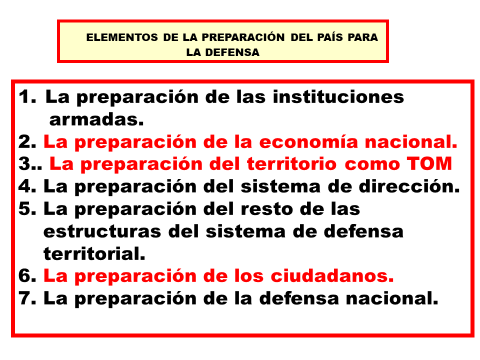 ELEMENTOS DE LA PREPARACIÓN DEL PAÍS PARA
LA DEFENSA
1. La preparación de las instituciones
armadas.
2. La preparación de la economía nacional.
3.. La preparación del territorio como TOM
4. La preparación del sistema de dirección.
5. La preparación del resto de las
estructuras del sistema de defensa
territorial.
6. La preparación de los ciudadanos.
7. La preparación de la defensa nacional.